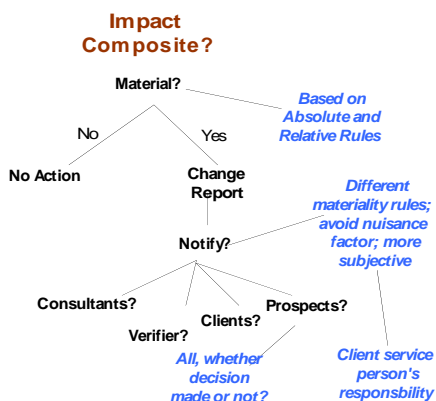 Impact
Composite?
Material?
Based on
Absolute and
Relative Rules
No
Yes
No Action
Change
Report
Different
materiality rules;
avoid nuisance
factor; more
subjective
Notify?
Consultants?
Verifier?
Clients?
Prospects?
All, whether
decision
made or not?
Client service
person's
responsbility